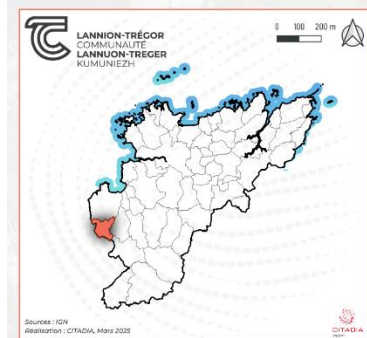 LANNION-TRÉGOR
COMMUNAUTÉ
LANNUON-TREGER
KUMUNIEZH
0 100 200 m
Sources : IGN
Réalisation : CITADIA, Mars 2025
CITADIA